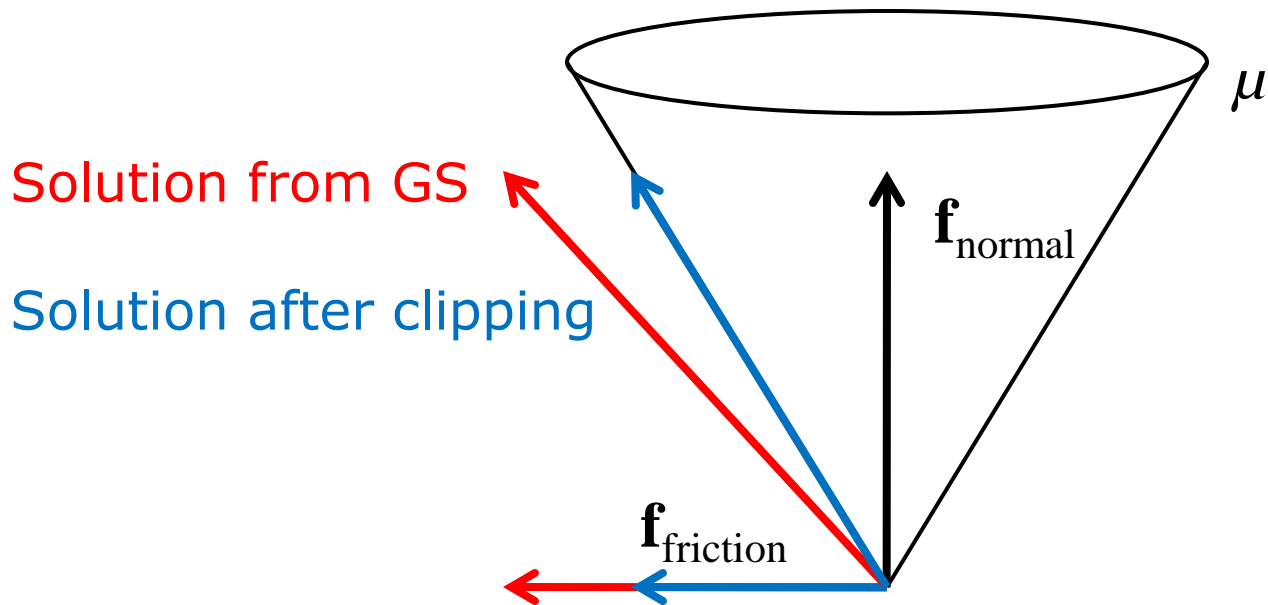 μ
Solution from GS
f_normal
Solution after clipping
f_friction